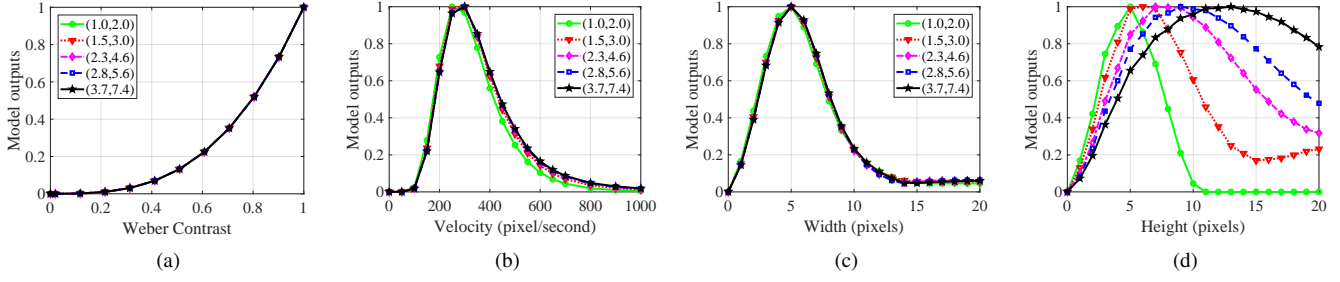 1
0.8
0.6
0.4
0.2
0
Model outputs
(1.0,2.0)
(1.5,3.0)
(2.3,4.6)
(2.8,5.6)
(3.7,7.4)
0 0.2 0.4 0.6 0.8 1
Weber Contrast
(a)
1
0.8
0.6
0.4
0.2
0
Model outputs
(1.0,2.0)
(1.5,3.0)
(2.3,4.6)
(2.8,5.6)
(3.7,7.4)
0 200 400 600 800 1000
Velocity (pixel/second)
(b)
1
0.8
0.6
0.4
0.2
0
Model outputs
(1.0,2.0)
(1.5,3.0)
(2.3,4.6)
(2.8,5.6)
(3.7,7.4)
0 5 10 15 20
Width (pixels)
(c)
1
0.8
0.6
0.4
0.2
0
Model outputs
(1.0,2.0)
(1.5,3.0)
(2.3,4.6)
(2.8,5.6)
(3.7,7.4)
0 5 10 15 20
Height (pixels)
(d)